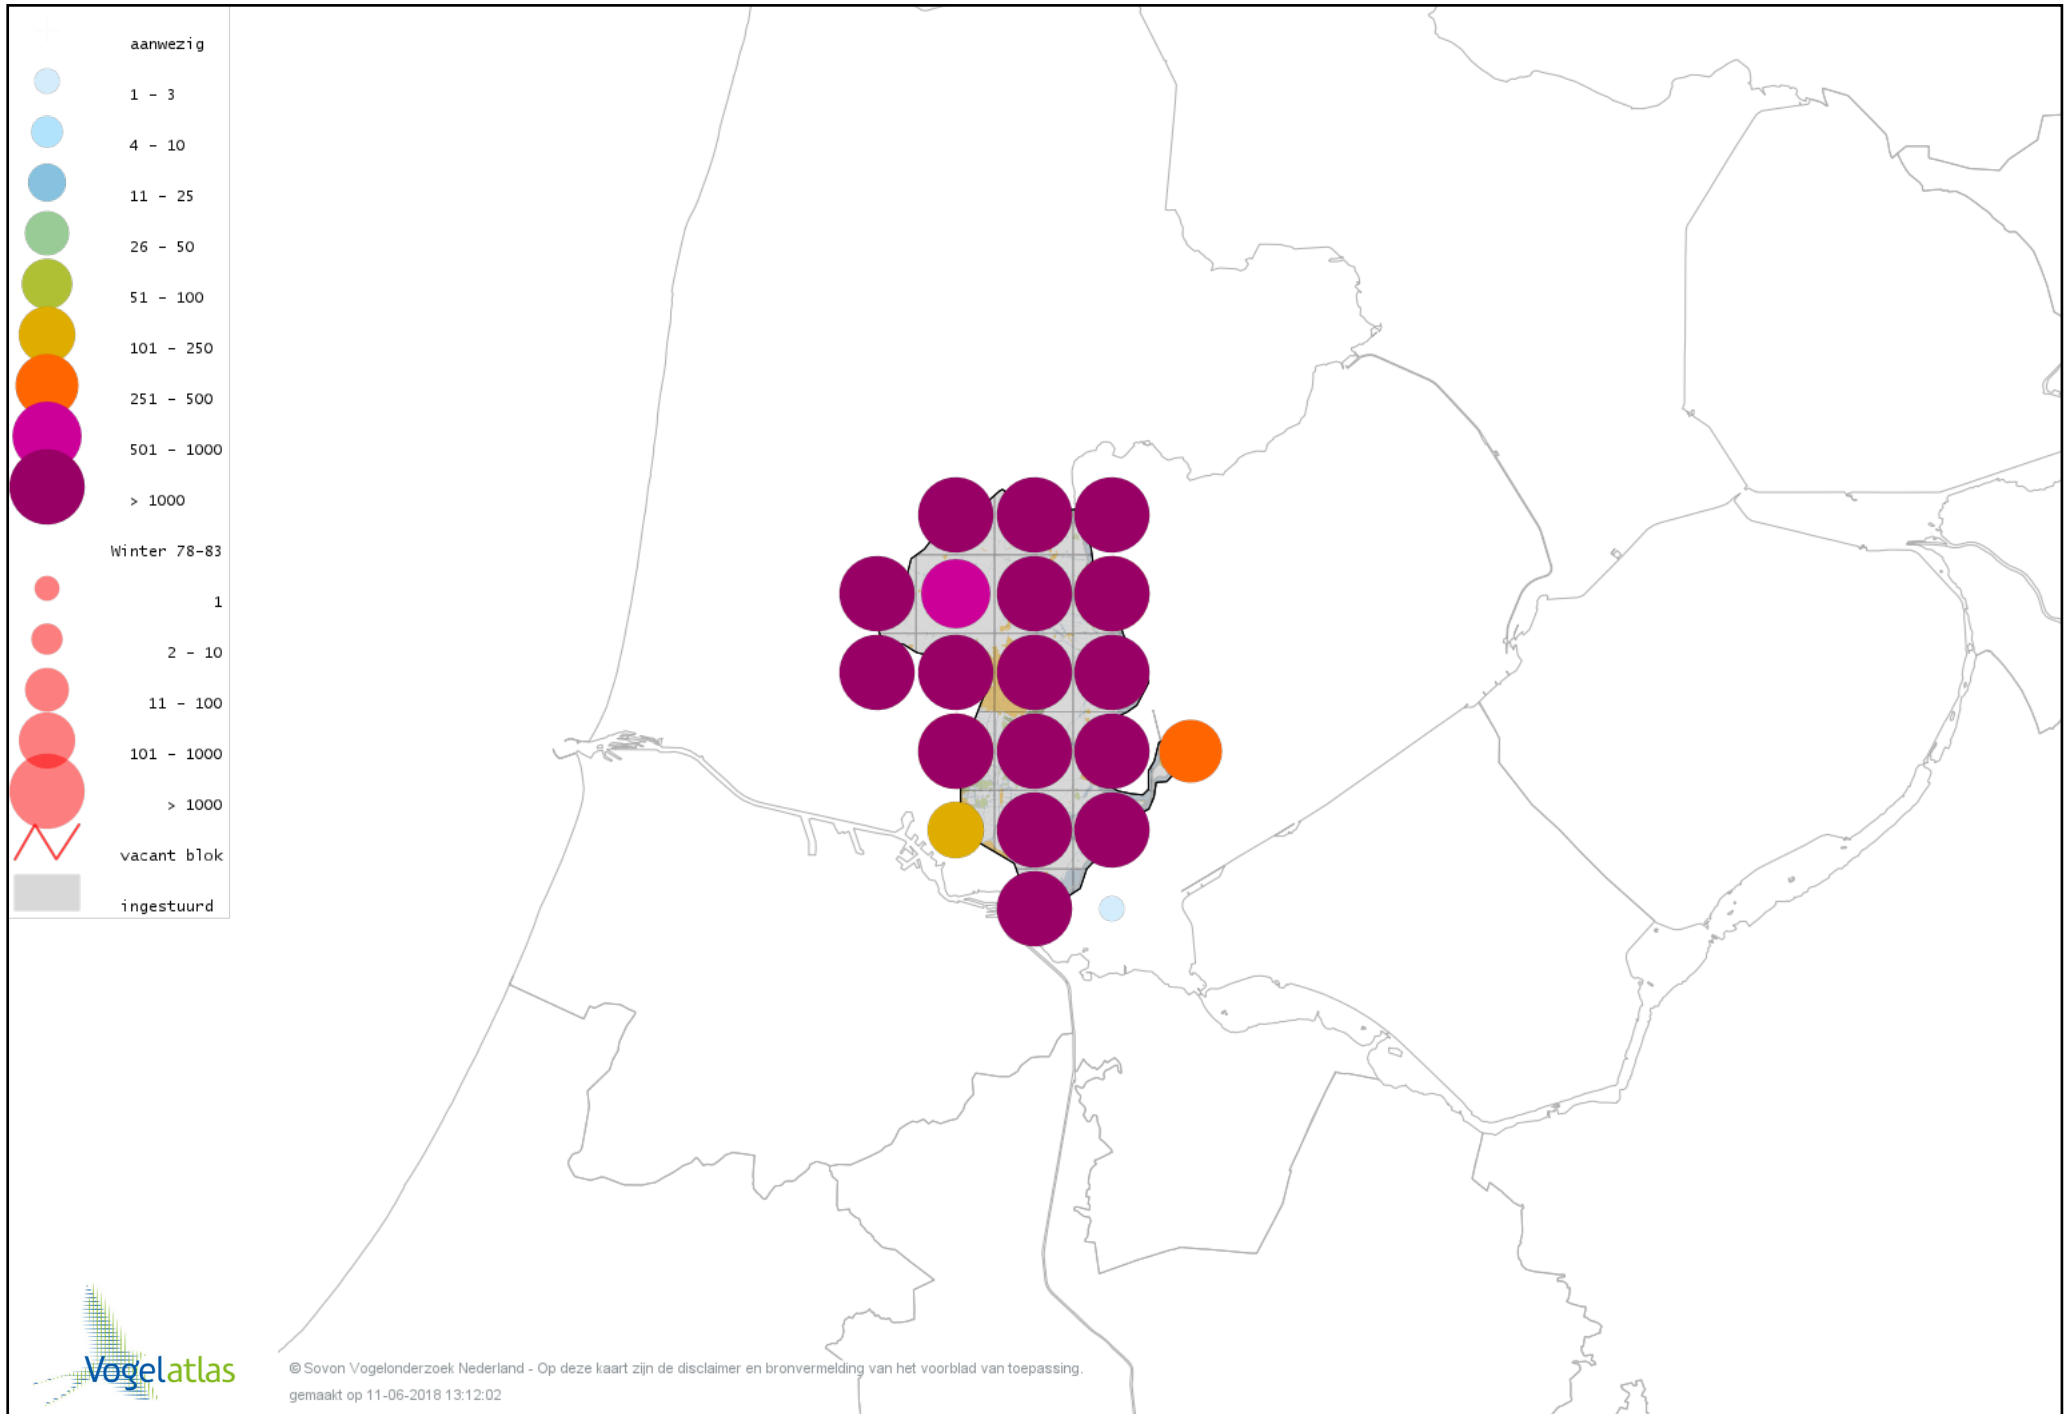 aanwezig
1 - 3
4 - 10
11 - 25
26 - 50
51 - 100
101 - 250
251 - 500
501 - 1000
> 1000
Winter 78-83
1
2 - 10
11 - 100
101 - 1000
> 1000
vacant blok
ingestuurd
Vogelatlas
© Sovon Vogelonderzoek Nederland - Op deze kaart zijn de disclaimer en bronvermelding van het voorblad van toepassing.
gemaakt op 11-06-2018 13:12:02